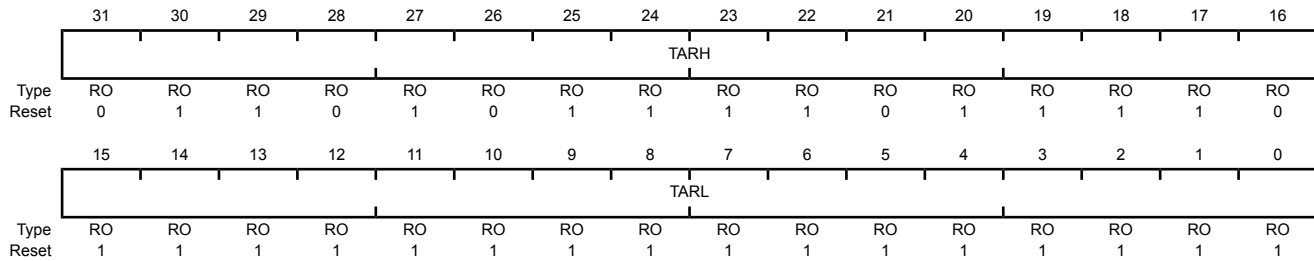 31 30 29 28 27 26 25 24 23 22 21 20 19 18 17 16
TARH
Type RO RO RO RO RO RO RO RO RO RO RO RO RO RO RO RO
Reset 0 1 1 0 1 0 1 1 1 1 0 1 1 1 1 0
15 14 13 12 11 10 9 8 7 6 5 4 3 2 1 0
TARL
Type RO RO RO RO RO RO RO RO RO RO RO RO RO RO RO RO
Reset 1 1 1 1 1 1 1 1 1 1 1 1 1 1 1 1